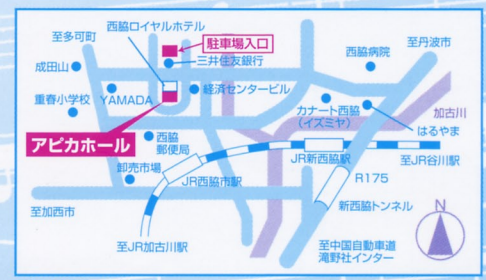 至多可町
西脇ロイヤルホテル
至丹波市
駐車場入口
西脇病院
成田山
三井住友銀行
重春小学校
YAMADA
経済センタービル
加古川
カナート西脇
(イズミヤ)
はるやま
アピカホール
西脇
郵便局
JR新西脇駅
至JR谷川駅
卸売市場
JR西脇市駅
R175
至加西市
新西脇トンネル
N
至JR加古川駅
至中国自動車道
滝野社インター